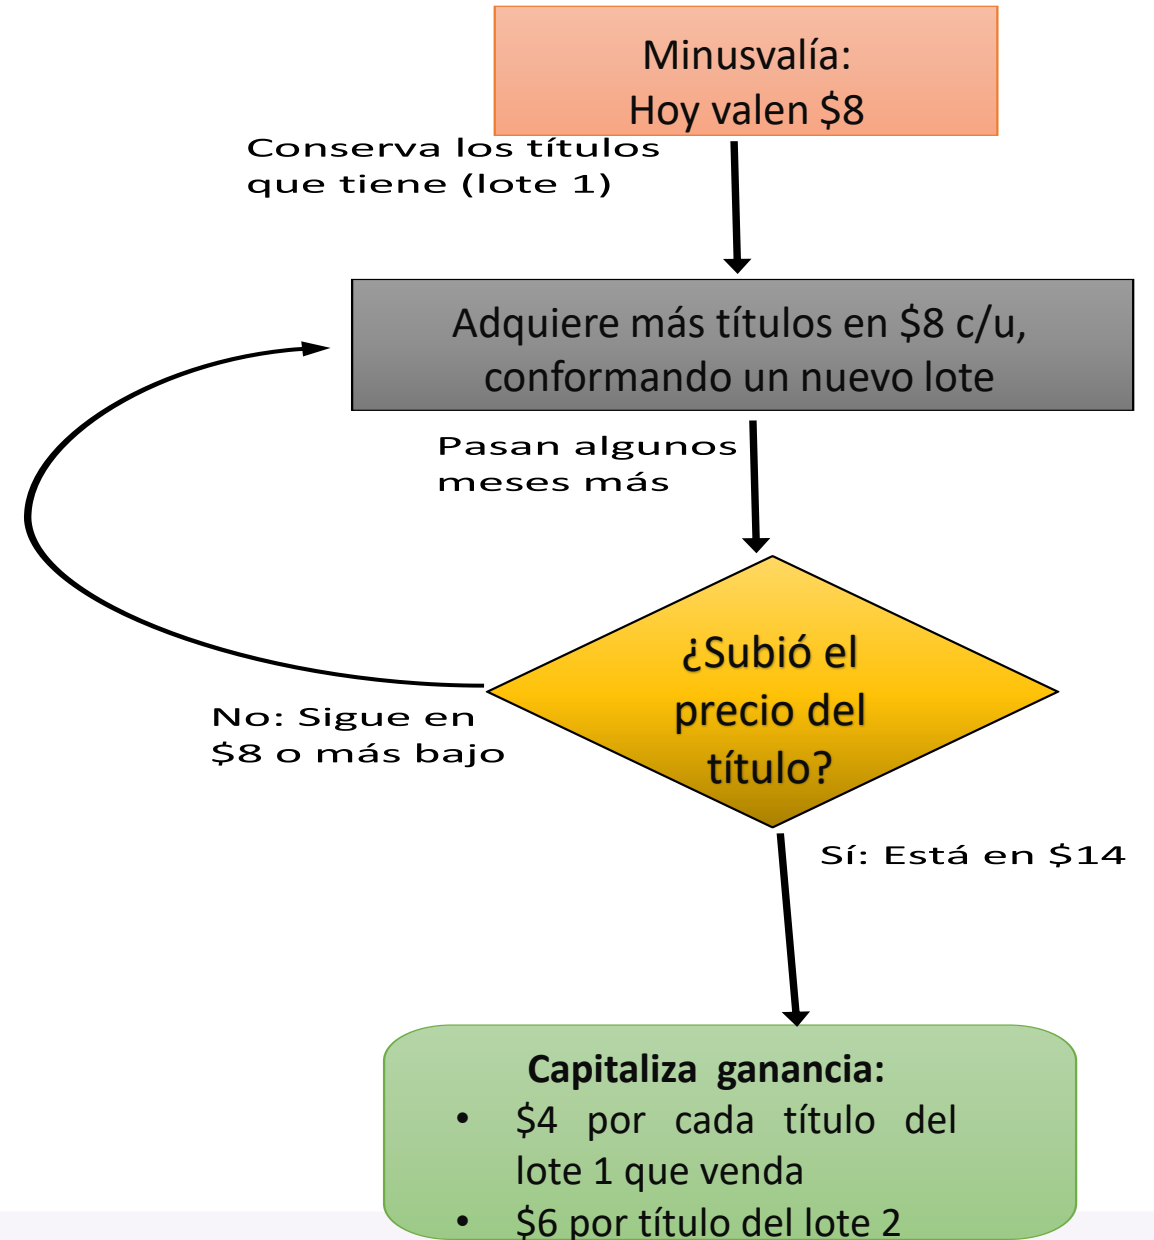 Minusvalía:
Hoy valen $8
Conserva los títulos
que tiene (lote 1)
Adquiere más títulos en $8 c/u,
conformando un nuevo lote
Pasan algunos
meses más
¿Subió el
precio del
título?
No: Sigue en
$8 o más bajo
Sí: Está en $14
Capitaliza ganancia:
• $4 por cada título del
lote 1 que venda
• $6 por título del lote 2